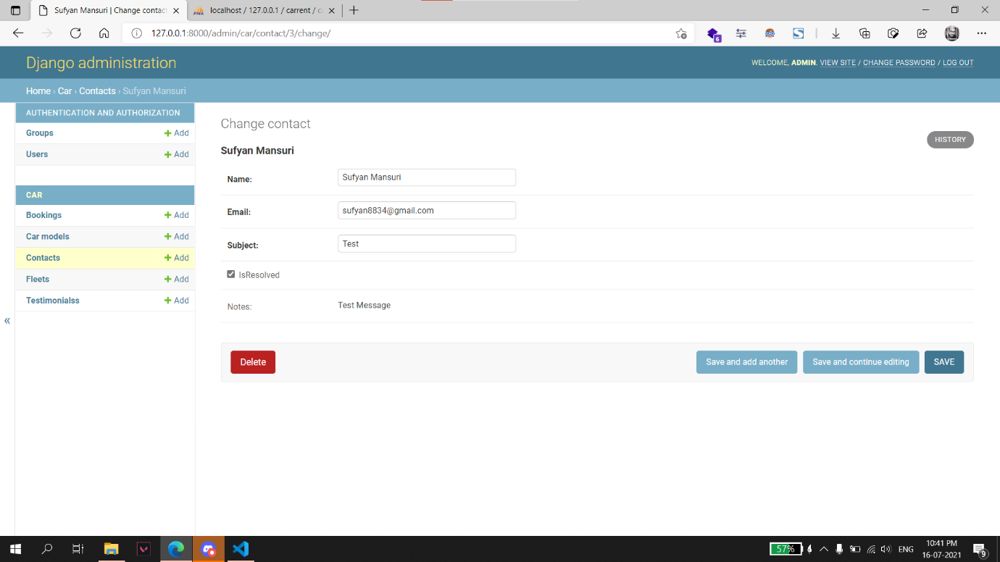 Sufyan Mansuri | Change contact
localhost / 127.0.0.1 / carrent / c
127.0.0.1:8000/admin/car/contact/3/change/
6
Django administration
WELCOME, ADMIN. VIEW SITE / CHANGE PASSWORD / LOG OUT
Home › Car › Contacts › Sufyan Mansuri
AUTHENTICATION AND AUTHORIZATION
Groups + Add
Users + Add
CAR
Bookings + Add
Car models + Add
Contacts + Add
Fleets + Add
Testimonialss + Add
«
Change contact
HISTORY
Sufyan Mansuri
Name: Sufyan Mansuri
Email: sufyan8834@gmail.com
Subject: Test
IsResolved
Notes: Test Message
Delete
Save and add another
Save and continue editing
SAVE
57%
ENG
10:41 PM
16-07-2021
9